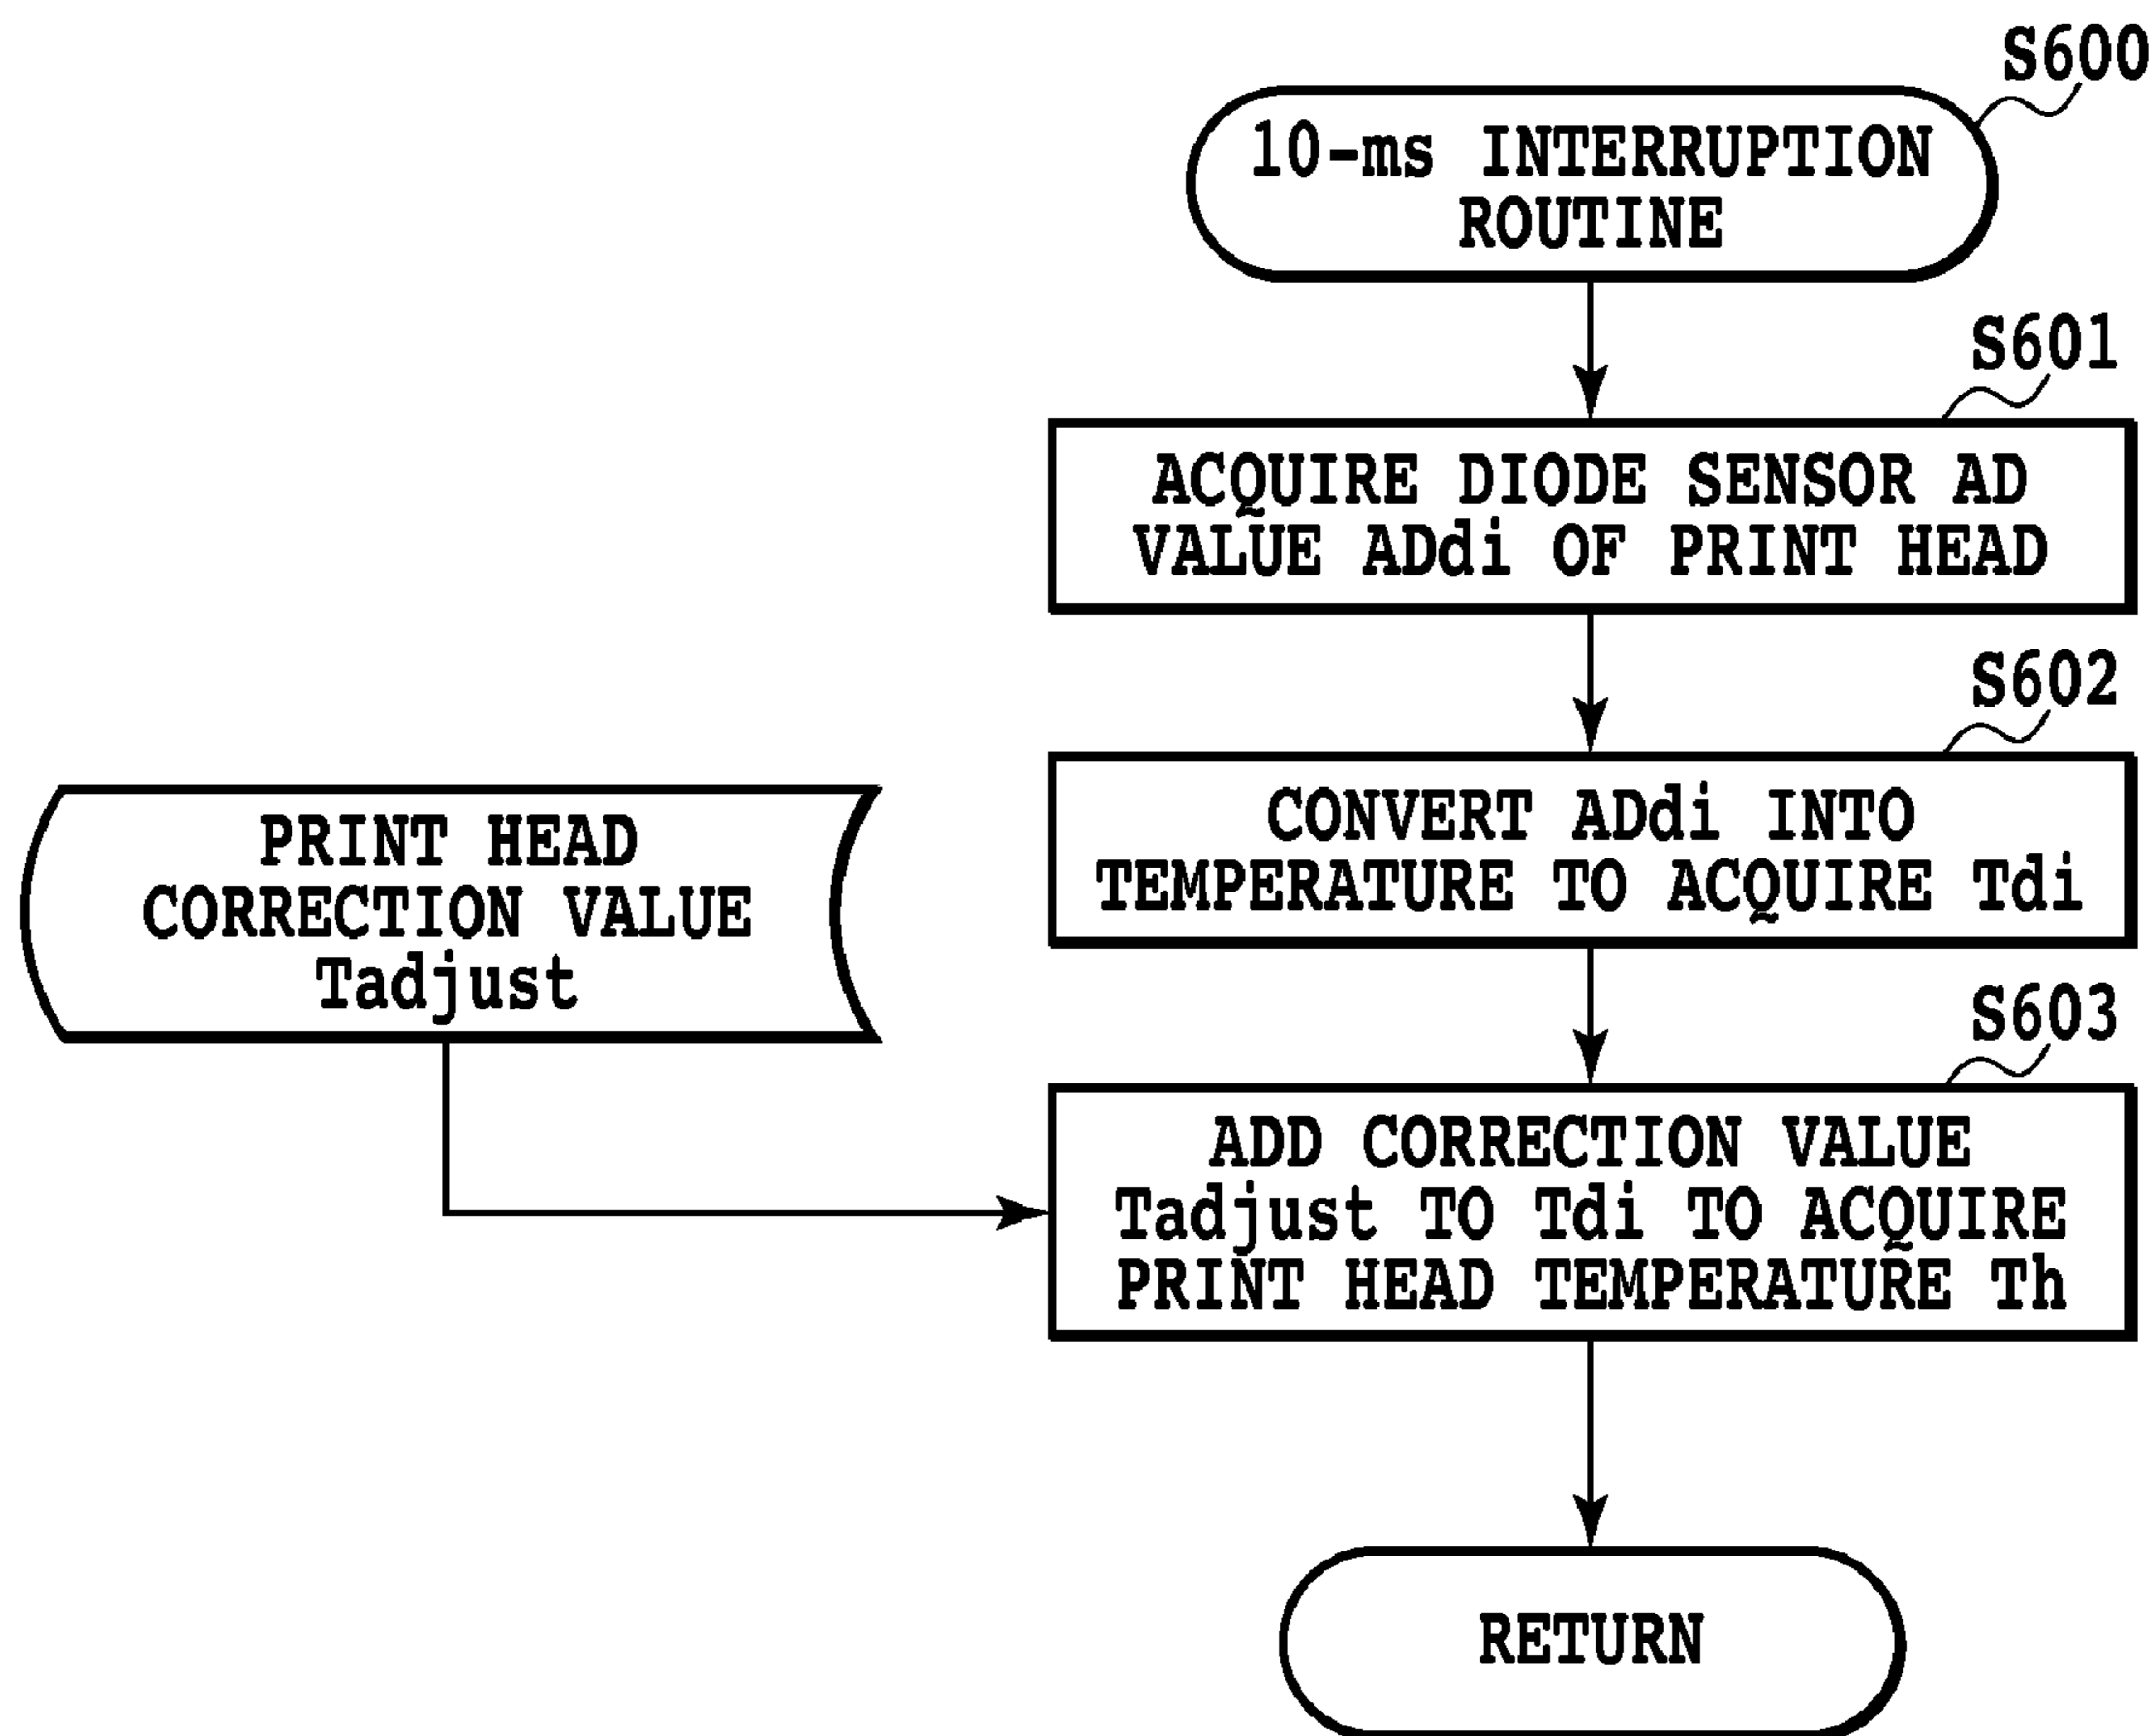 S600
10-ms INTERRUPTION
ROUTINE
S601
ACQUIRE DIODE SENSOR AD
VALUE ADdi OF PRINT HEAD
S602
CONVERT ADdi INTO
TEMPERATURE TO ACQUIRE Tdi
PRINT HEAD
CORRECTION VALUE
Tadjust
S603
ADD CORRECTION VALUE
Tadjust TO Tdi TO ACQUIRE
PRINT HEAD TEMPERATURE Th
RETURN